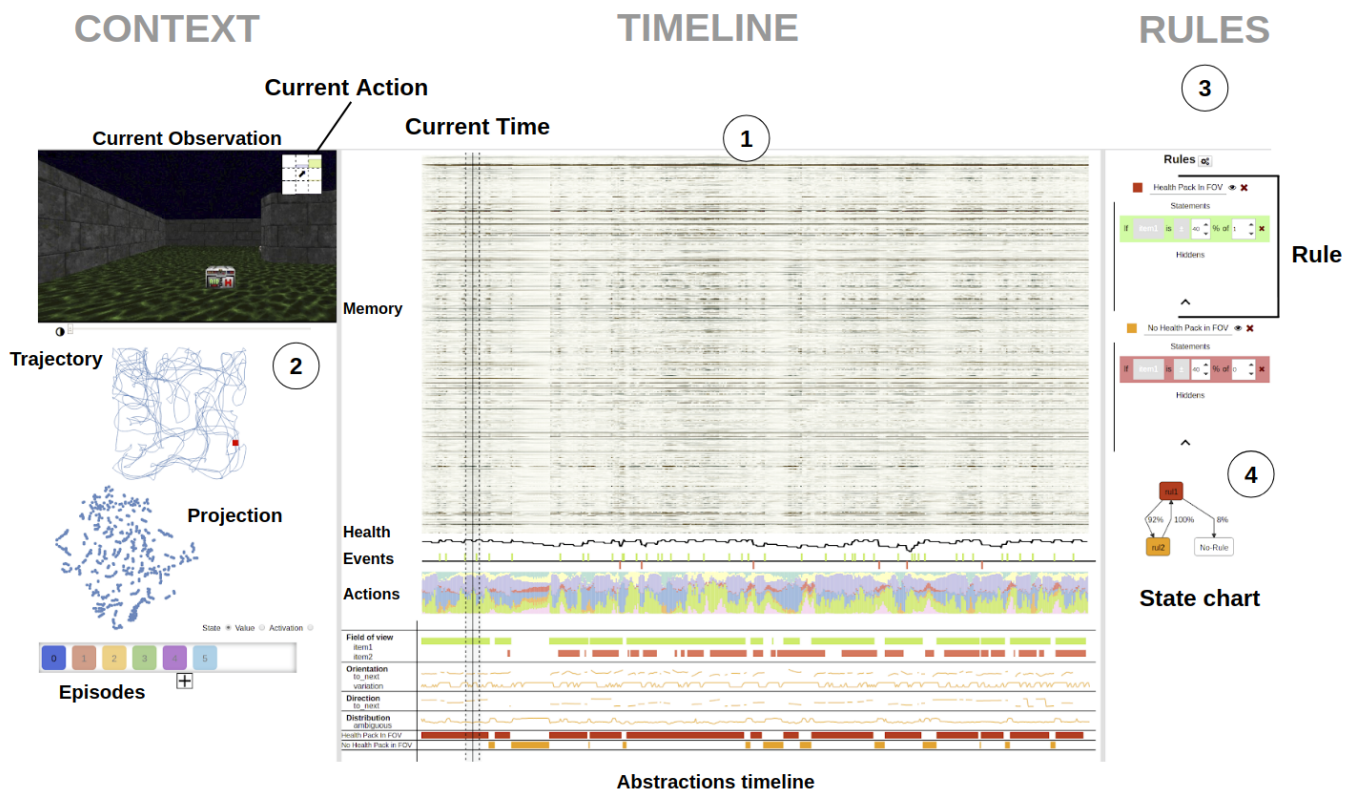 CONTEXT
TIMELINE
RULES
Current Action
3
Current Observation
Current Time
1
Rules
Health Pack In FOV
Statements
If item1 is ± 40 % of 1
Hiddens
Rule
Memory
No Health Pack in FOV
Statements
If item1 is ± 40 % of 0
Hiddens
Trajectory
2
4
Projection
rul1
92%
100%
8%
rul2
No-Rule
Health
Events
Actions
State chart
State
Value
Activation
Field of view
item1
item2
0
1
2
3
4
5
Episodes
Orientation
to_next
variation
Direction
to_next
Distribution
ambiguous
Health Pack In FOV
No Health Pack in FOV
Abstractions timeline